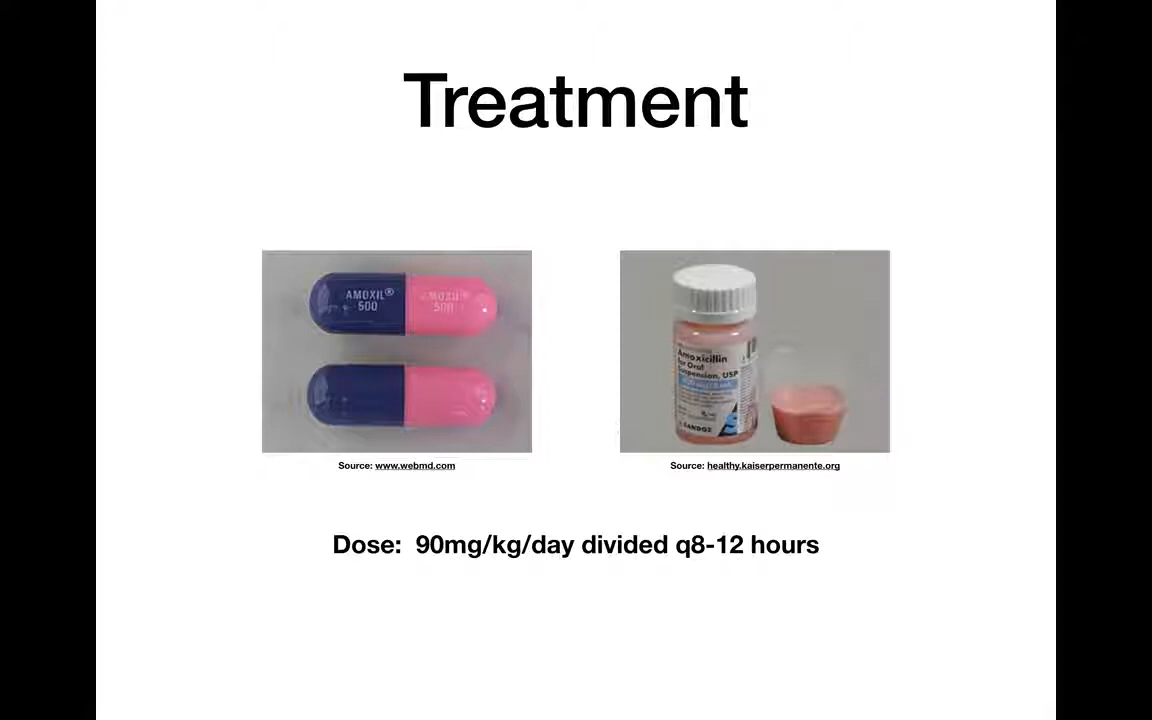 Treatment
AMOXIL®
500
AMOXIL®
500
Amoxicillin
for Oral
Suspension, USP
SANDOZ
Source: www.webmd.com
Source: healthy.kaiserpermanente.org
Dose: 90mg/kg/day divided q8-12 hours